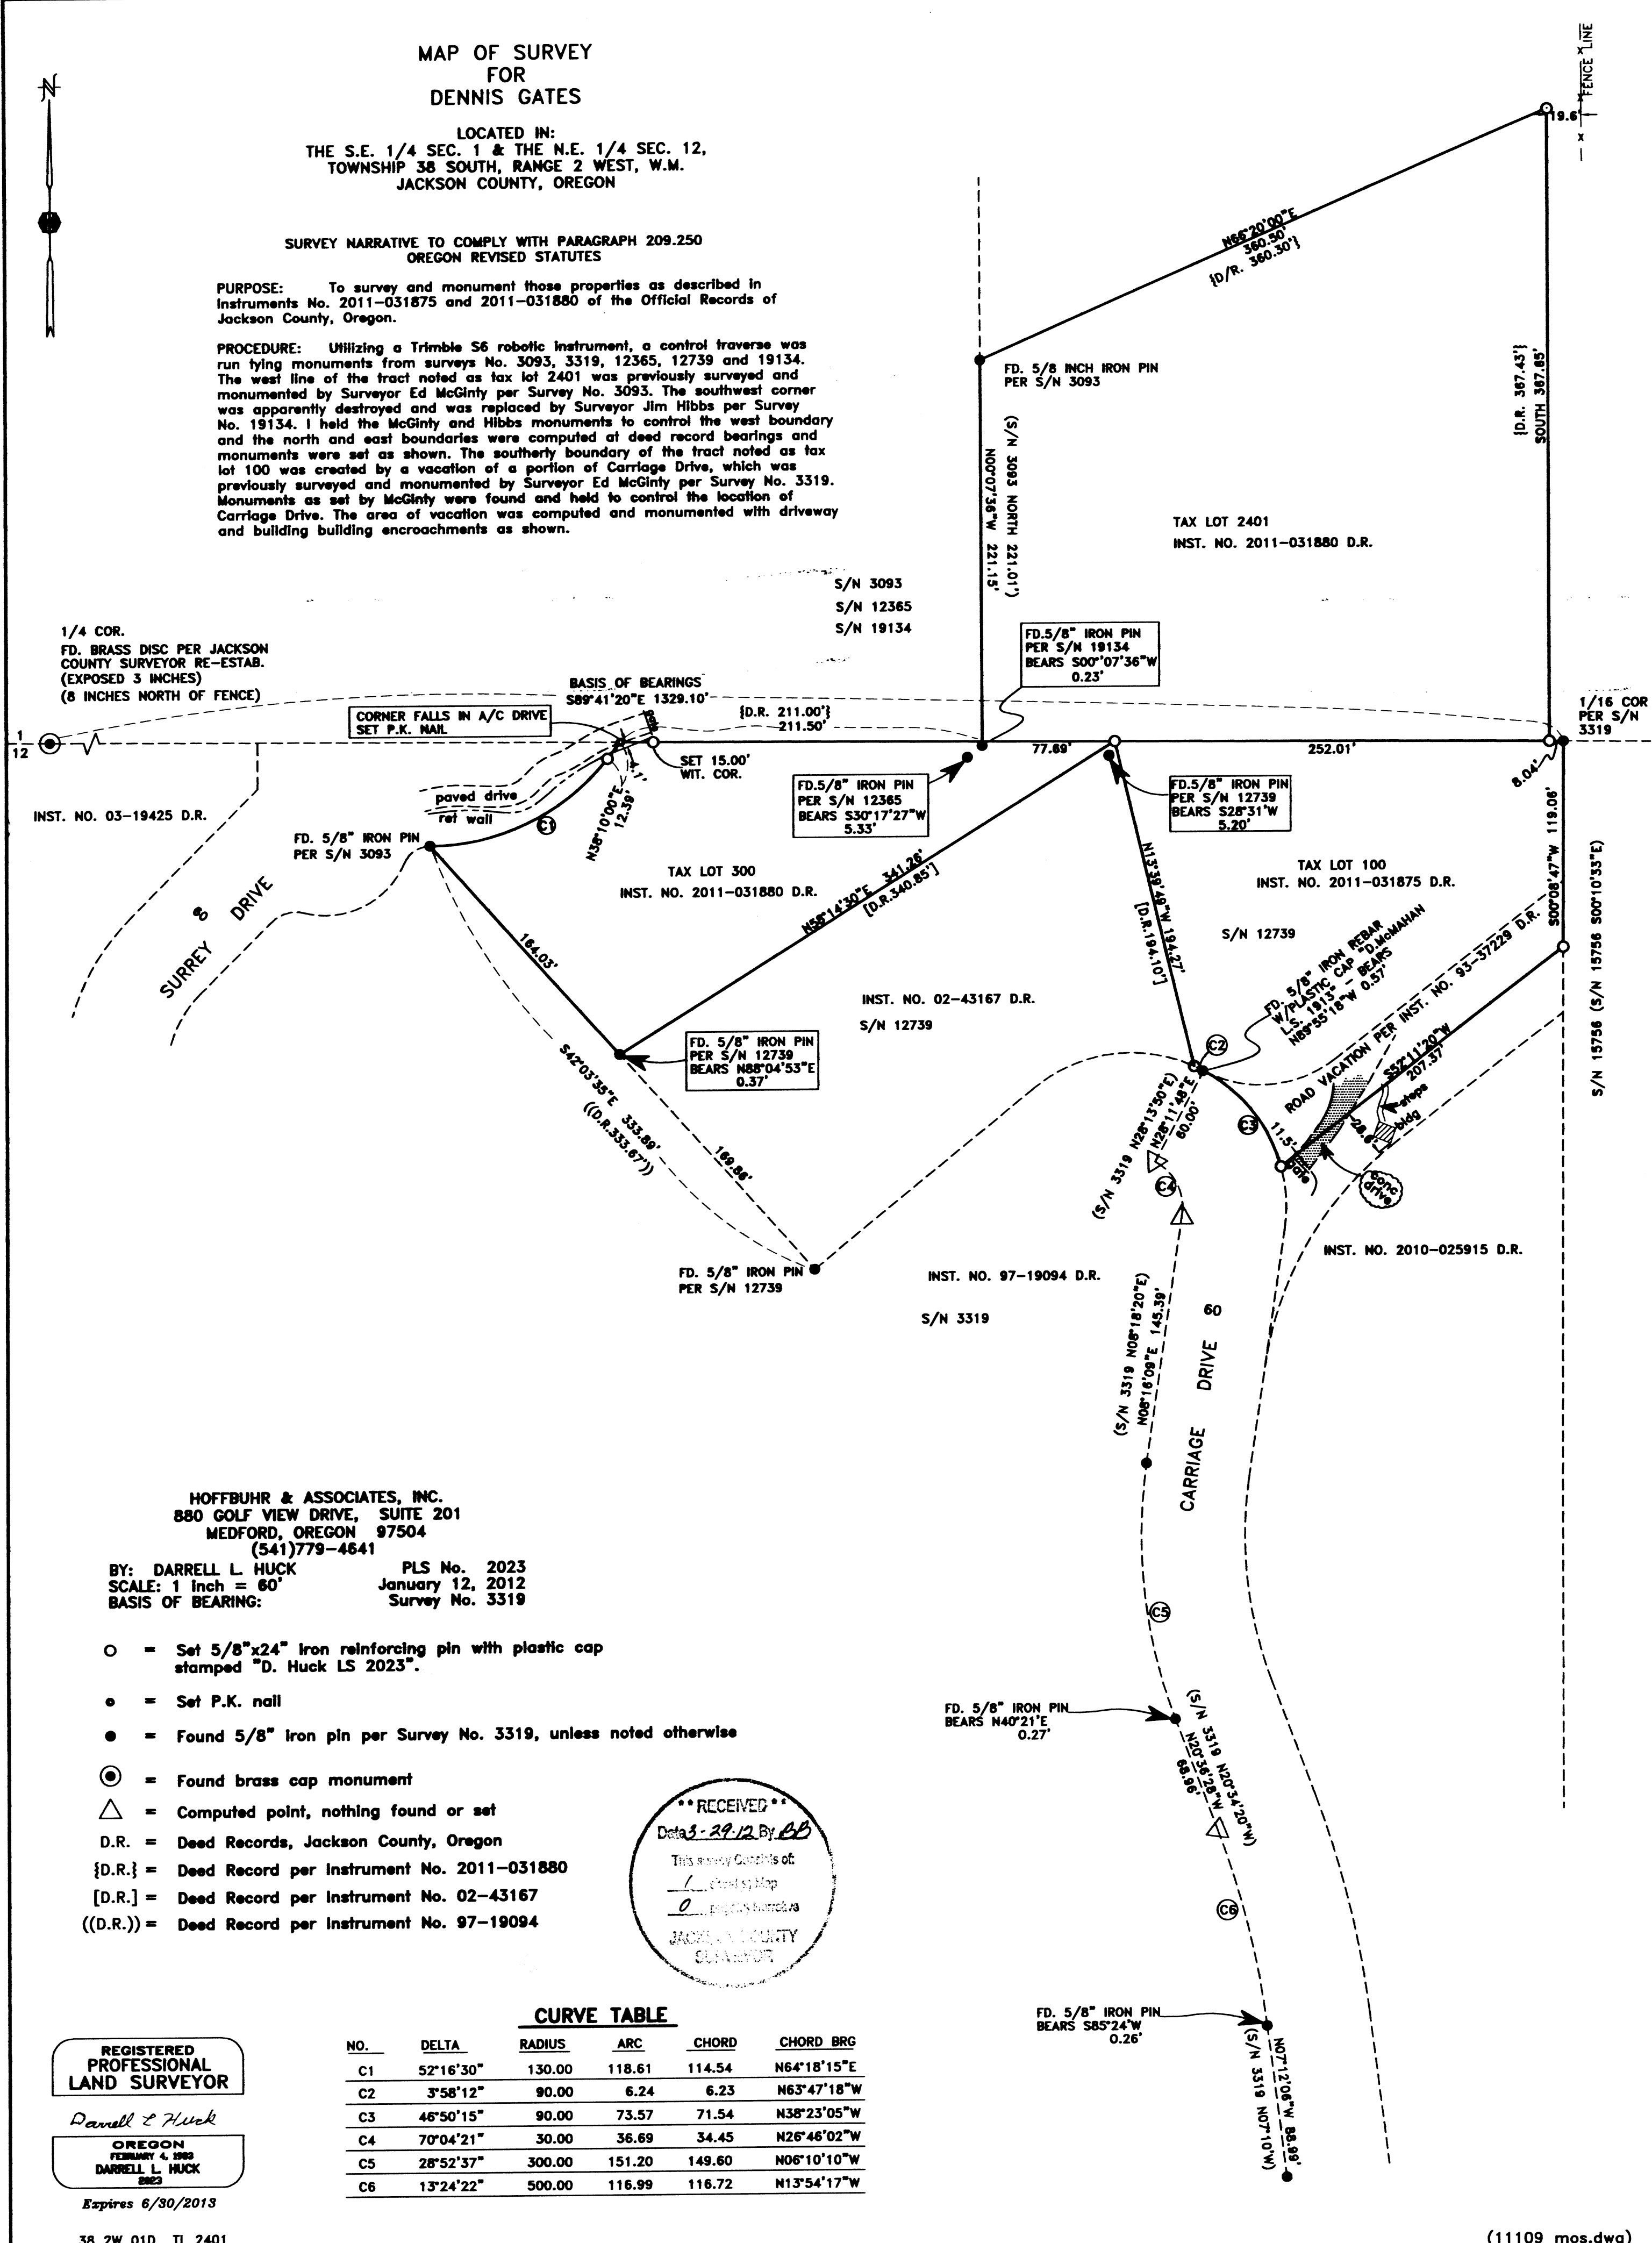 MAP OF SURVEY
FOR
DENNIS GATES
LOCATED IN:
THE S.E. 1/4 SEC. 1 & THE N.E. 1/4 SEC. 12,
TOWNSHIP 38 SOUTH, RANGE 2 WEST, W.M.
JACKSON COUNTY, OREGON
SURVEY NARRATIVE TO COMPLY WITH PARAGRAPH 209.250
OREGON REVISED STATUTES
PURPOSE: To survey and monument those properties as described in
Instruments No. 2011-031875 and 2011-031880 of the Official Records of
Jackson County, Oregon.
PROCEDURE: Utilizing a Trimble S6 robotic instrument, a control traverse was
run tying monuments from surveys No. 3093, 3319, 12365, 12739 and 19134.
The west line of the tract noted as tax lot 2401 was previously surveyed and
monumented by Surveyor Ed McGinty per Survey No. 3093. The southwest corner
was apparently destroyed and was replaced by Surveyor Jim Hibbs per Survey
No. 19134. I held the McGinty and Hibbs monuments to control the west boundary
and the north and east boundaries were computed at deed record bearings and
monuments were set as shown. The southerly boundary of the tract noted as tax
lot 100 was created by a vacation of a portion of Carriage Drive, which was
previously surveyed and monumented by Surveyor Ed McGinty per Survey No. 3319.
Monuments as set by McGinty were found and held to control the location of
Carriage Drive. The area of vacation was computed and monumented with driveway
and building building encroachments as shown.
N
FENCE LINE
19.6'
N66°20'00"E
360.50'
{D/R. 360.30'}
FD. 5/8 INCH IRON PIN
PER S/N 3093
(S/N 3093 NORTH 221.01')
N00°07'36"W 221.15'
{D.R. 367.43'}
SOUTH 367.85'
TAX LOT 2401
INST. NO. 2011-031880 D.R.
S/N 3093
S/N 12365
S/N 19134
1/4 COR.
FD. BRASS DISC PER JACKSON
COUNTY SURVEYOR RE-ESTAB.
(EXPOSED 3 INCHES)
(8 INCHES NORTH OF FENCE)
FD.5/8" IRON PIN
PER S/N 19134
BEARS S00°'07'36"W
0.23'
BASIS OF BEARINGS
S89°41'20"E 1329.10'
CORNER FALLS IN A/C DRIVE
SET P.K. NAIL
gate
{D.R. 211.00'}
211.50'
1/16 COR
PER S/N
3319
1
12
77.69'
252.01'
8.04'
SET 15.00'
WIT. COR.
4.1'
N38°10'00"E
12.39'
paved drive
ret wall
C1
INST. NO. 03-19425 D.R.
FD. 5/8" IRON PIN
PER S/N 3093
FD.5/8" IRON PIN
PER S/N 12365
BEARS S30°17'27"W
5.33'
FD.5/8" IRON PIN
PER S/N 12739
BEARS S28°31'W
5.20'
S00°08'47"W 119.06'
S/N 15756 (S/N 15756 S00°10'33"E)
TAX LOT 300
INST. NO. 2011-031880 D.R.
N58°14'30"E 341.26'
[D.R.340.85']
N13°39'49"W 194.27'
[D.R.194.10']
TAX LOT 100
INST. NO. 2011-031875 D.R.
S/N 12739
60
SURREY DRIVE
164.03'
INST. NO. 02-43167 D.R.
S/N 12739
FD. 5/8" IRON REBAR
W/PLASTIC CAP "D.McMAHAN
L.S. 1913" - BEARS
N89°55'18"W 0.57'
ROAD VACATION PER INST. NO. 93-37229 D.R.
S52°11'20"W
207.37'
FD. 5/8" IRON PIN
PER S/N 12739
BEARS N88°04'53"E
0.37'
S42°03'35"E 333.89'
((D.R.333.67'))
169.86'
C2
C3
11.5'
gate
28.6'
steps
bldg
conc
drive
(S/N 3319 N28°13'50"E)
N28°11'48"E
60.00'
C4
FD. 5/8" IRON PIN
PER S/N 12739
INST. NO. 97-19094 D.R.
S/N 3319
INST. NO. 2010-025915 D.R.
(S/N 3319 N08°18'20"E)
N08°16'09"E 145.39'
60
CARRIAGE DRIVE
C5
HOFFBUHR & ASSOCIATES, INC.
880 GOLF VIEW DRIVE, SUITE 201
MEDFORD, OREGON 97504
(541)779-4641
BY: DARRELL L. HUCK PLS No. 2023
SCALE: 1 inch = 60' January 12, 2012
BASIS OF BEARING: Survey No. 3319
= Set 5/8"x24" iron reinforcing pin with plastic cap
stamped "D. Huck LS 2023".
= Set P.K. nail
= Found 5/8" iron pin per Survey No. 3319, unless noted otherwise
= Found brass cap monument
= Computed point, nothing found or set
D.R. = Deed Records, Jackson County, Oregon
{D.R.} = Deed Record per Instrument No. 2011-031880
[D.R.] = Deed Record per Instrument No. 02-43167
((D.R.)) = Deed Record per Instrument No. 97-19094
FD. 5/8" IRON PIN
BEARS N40°21'E
0.27'
(S/N 3319 N20°34'20"W)
N20°36'28"W
68.96'
C6
** RECEIVED **
Date 3-29-12 By BB
This survey Consists of:
1
0
JACKSON COUNTY
SURVEYOR
FD. 5/8" IRON PIN
BEARS S85°24'W
0.26'
N07°12'06"W 88.99'
(S/N 3319 N07°10'W)
CURVE TABLE
NO. DELTA RADIUS ARC CHORD CHORD BRG
C1 52°16'30" 130.00 118.61 114.54 N64°18'15"E
C2 3°58'12" 90.00 6.24 6.23 N63°47'18"W
C3 46°50'15" 90.00 73.57 71.54 N38°23'05"W
C4 70°04'21" 30.00 36.69 34.45 N26°46'02"W
C5 28°52'37" 300.00 151.20 149.60 N06°10'10"W
C6 13°24'22" 500.00 116.99 116.72 N13°54'17"W
REGISTERED
PROFESSIONAL
LAND SURVEYOR
Darrell L Huck
OREGON
FEBRUARY 4, 1983
DARRELL L. HUCK
2023
Expires 6/30/2013
38 2W 01D TL 2401
(11109 mos.dwg)